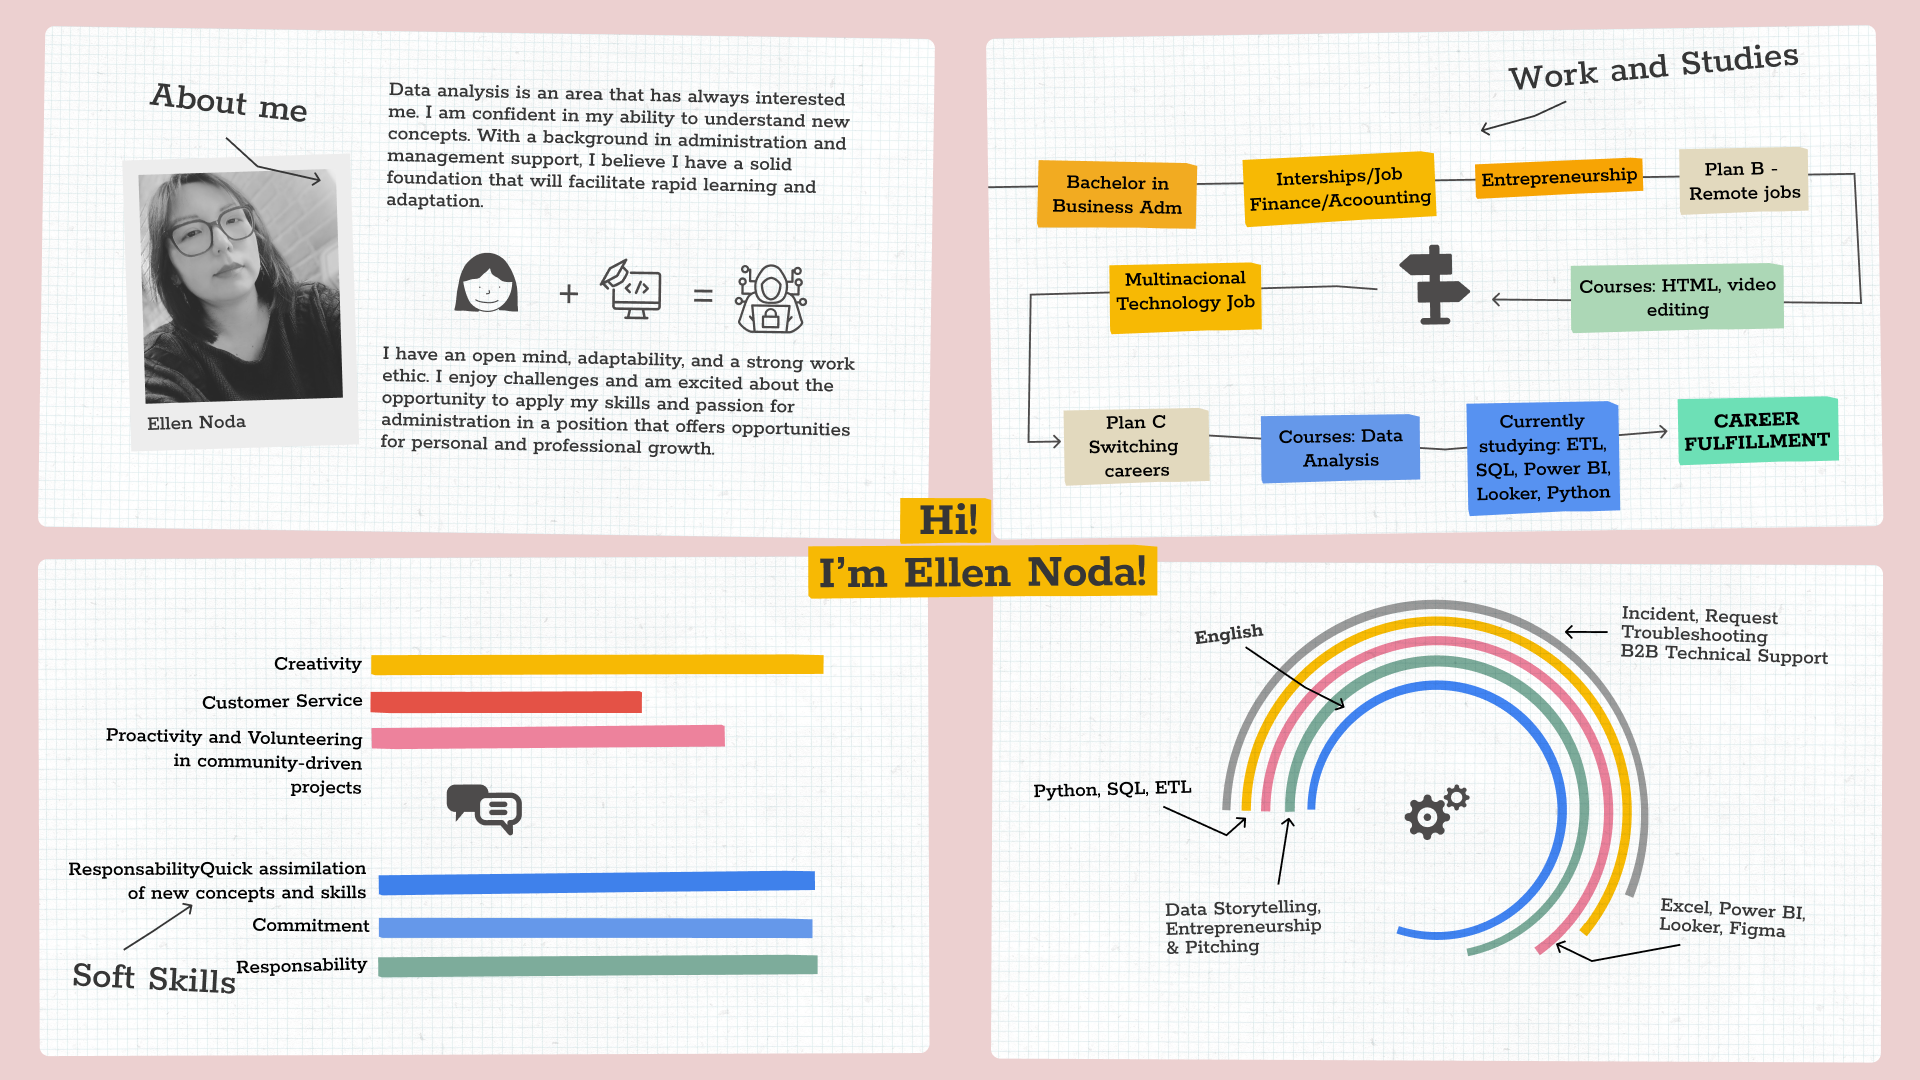 About me
Data analysis is an area that has always interested
me. I am confident in my ability to understand new
concepts. With a background in administration and
management support, I believe I have a solid
foundation that will facilitate rapid learning and
adaptation.
+
</>
=
I have an open mind, adaptability, and a strong work
ethic. I enjoy challenges and am excited about the
opportunity to apply my skills and passion for
administration in a position that offers opportunities
for personal and professional growth.
Ellen Noda
Work and Studies
Bachelor in
Business Adm
Interships/Job
Finance/Acoounting
Entrepreneurship
Plan B -
Remote jobs
Courses: HTML, video
editing
Multinacional
Technology Job
Plan C
Switching
careers
Courses: Data
Analysis
Currently
studying: ETL,
SQL, Power BI,
Looker, Python
CAREER
FULFILLMENT
Hi!
I'm Ellen Noda!
Creativity
Customer Service
Proactivity and Volunteering
in community-driven
projects
ResponsabilityQuick assimilation
of new concepts and skills
Commitment
Responsability
Soft Skills
English
Incident, Request
Troubleshooting
B2B Technical Support
Python, SQL, ETL
Data Storytelling,
Entrepreneurship
& Pitching
Excel, Power BI,
Looker, Figma